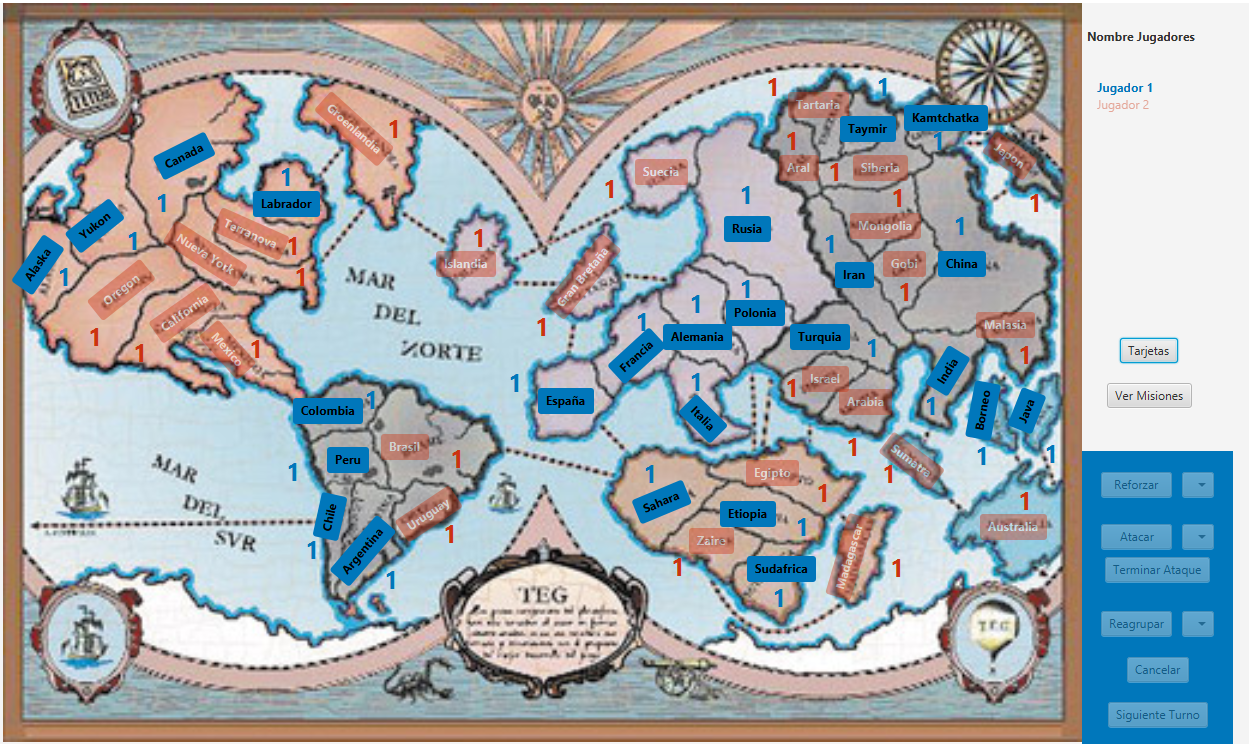 Nombre Jugadores
Jugador 1
Jugador 2
Tarjetas
Ver Misiones
Reforzar
Atacar
Terminar Ataque
Reagrupar
Cancelar
Siguiente Turno
Groenlandia
1
Canada
1
Labrador
1
Yukon
1
Alaska
1
Terranova
1
Nueva York
1
Oregon
1
California
1
Mexico
1
Islandia
1
Gran Bretaña
1
Suecia
1
Rusia
1
Polonia
1
Alemania
1
Francia
1
España
1
Italia
1
Tartaria
1
Taymir
1
Kamtchatka
1
Japon
1
Aral
1
Siberia
1
Mongolia
1
Gobi
1
Iran
1
China
1
Malasia
1
Turquia
1
Israel
1
Arabia
1
India
1
Borneo
1
Java
1
Sumatra
1
Australia
1
Colombia
1
Peru
1
Brasil
1
Chile
1
Argentina
1
Uruguay
1
Sahara
1
Egipto
1
Etiopia
1
Zaire
1
Sudafrica
1
Madagascar
1
MAR
DEL
NORTE
MAR
DEL
SVR
TEG
TEG